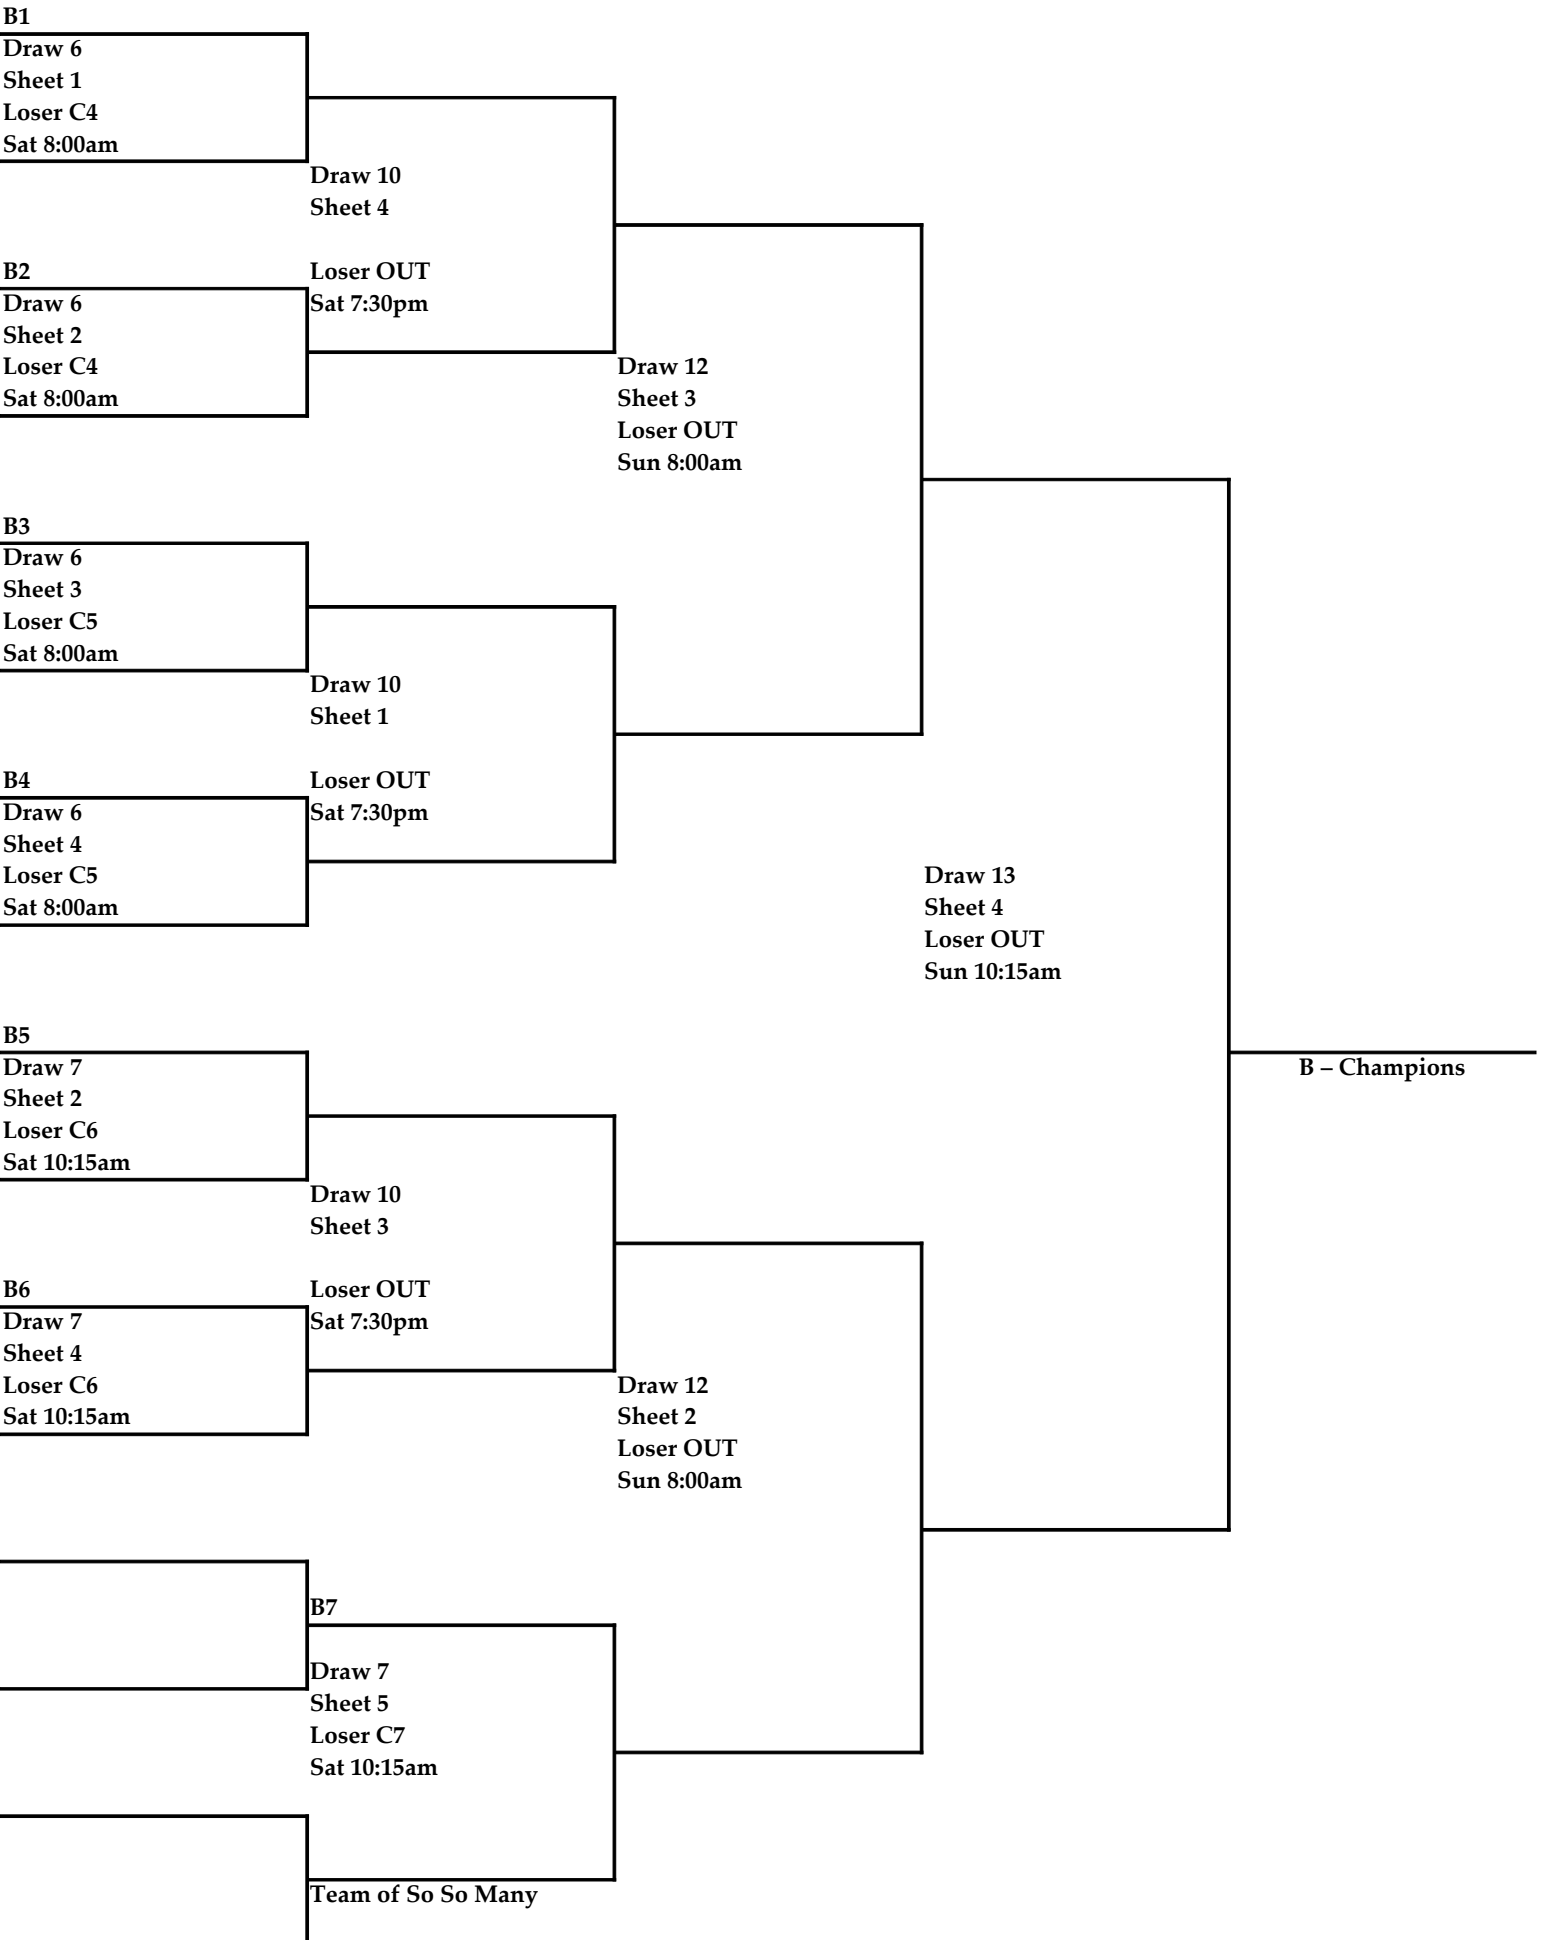 B1
Draw 6
Sheet 1
Loser C4
Sat 8:00am
Draw 10
Sheet 4
B2
Loser OUT
Draw 6
Sat 7:30pm
Sheet 2
Loser C4
Draw 12
Sat 8:00am
Sheet 3
Loser OUT
Sun 8:00am
B3
Draw 6
Sheet 3
Loser C5
Sat 8:00am
Draw 10
Sheet 1
B4
Loser OUT
Draw 6
Sat 7:30pm
Sheet 4
Loser C5
Draw 13
Sat 8:00am
Sheet 4
Loser OUT
Sun 10:15am
B5
Draw 7
B – Champions
Sheet 2
Loser C6
Sat 10:15am
Draw 10
Sheet 3
B6
Loser OUT
Draw 7
Sat 7:30pm
Sheet 4
Loser C6
Draw 12
Sat 10:15am
Sheet 2
Loser OUT
Sun 8:00am
B7
Draw 7
Sheet 5
Loser C7
Sat 10:15am
Team of So So Many